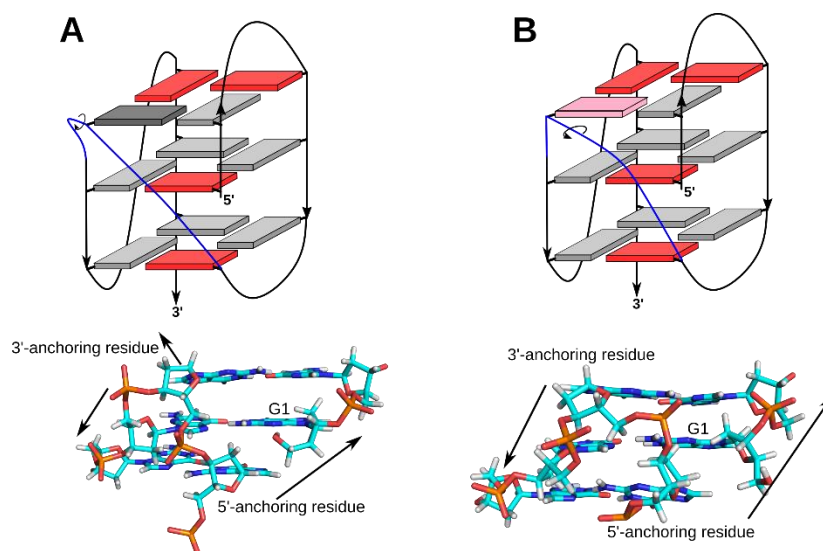 A
B
5'
5'
3'
3'
3'-anchoring residue
G1
5'-anchoring residue
3'-anchoring residue
G1
5'-anchoring residue